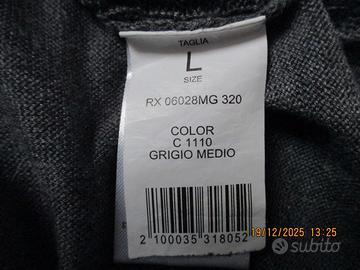 TAGLIA
L
SIZE
RX 06028MG 320
COLOR
C 1110
GRIGIO MEDIO
2 100035 318052
19/12/2025 13:25
subito